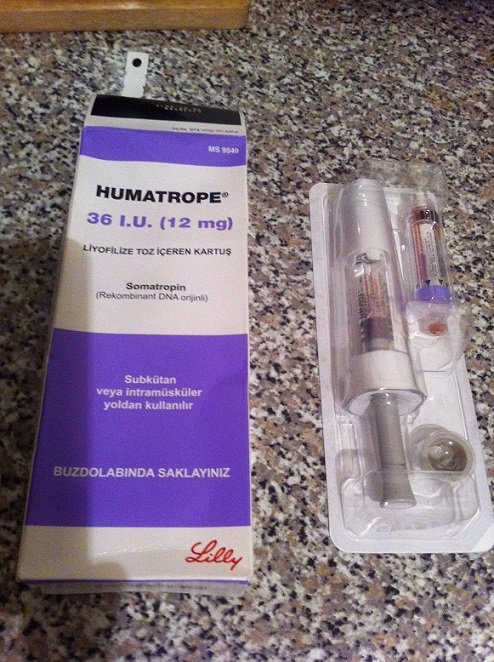 MS 9549
HUMATROPE®
36 I.U. (12 mg)
LİYOFİLİZE TOZ İÇEREN KARTUŞ
Somatropin
(Rekombinant DNA orijinli)
Subkütan
veya intramüsküler
yoldan kullanılır
BUZDOLABINDA SAKLAYINIZ
Lilly